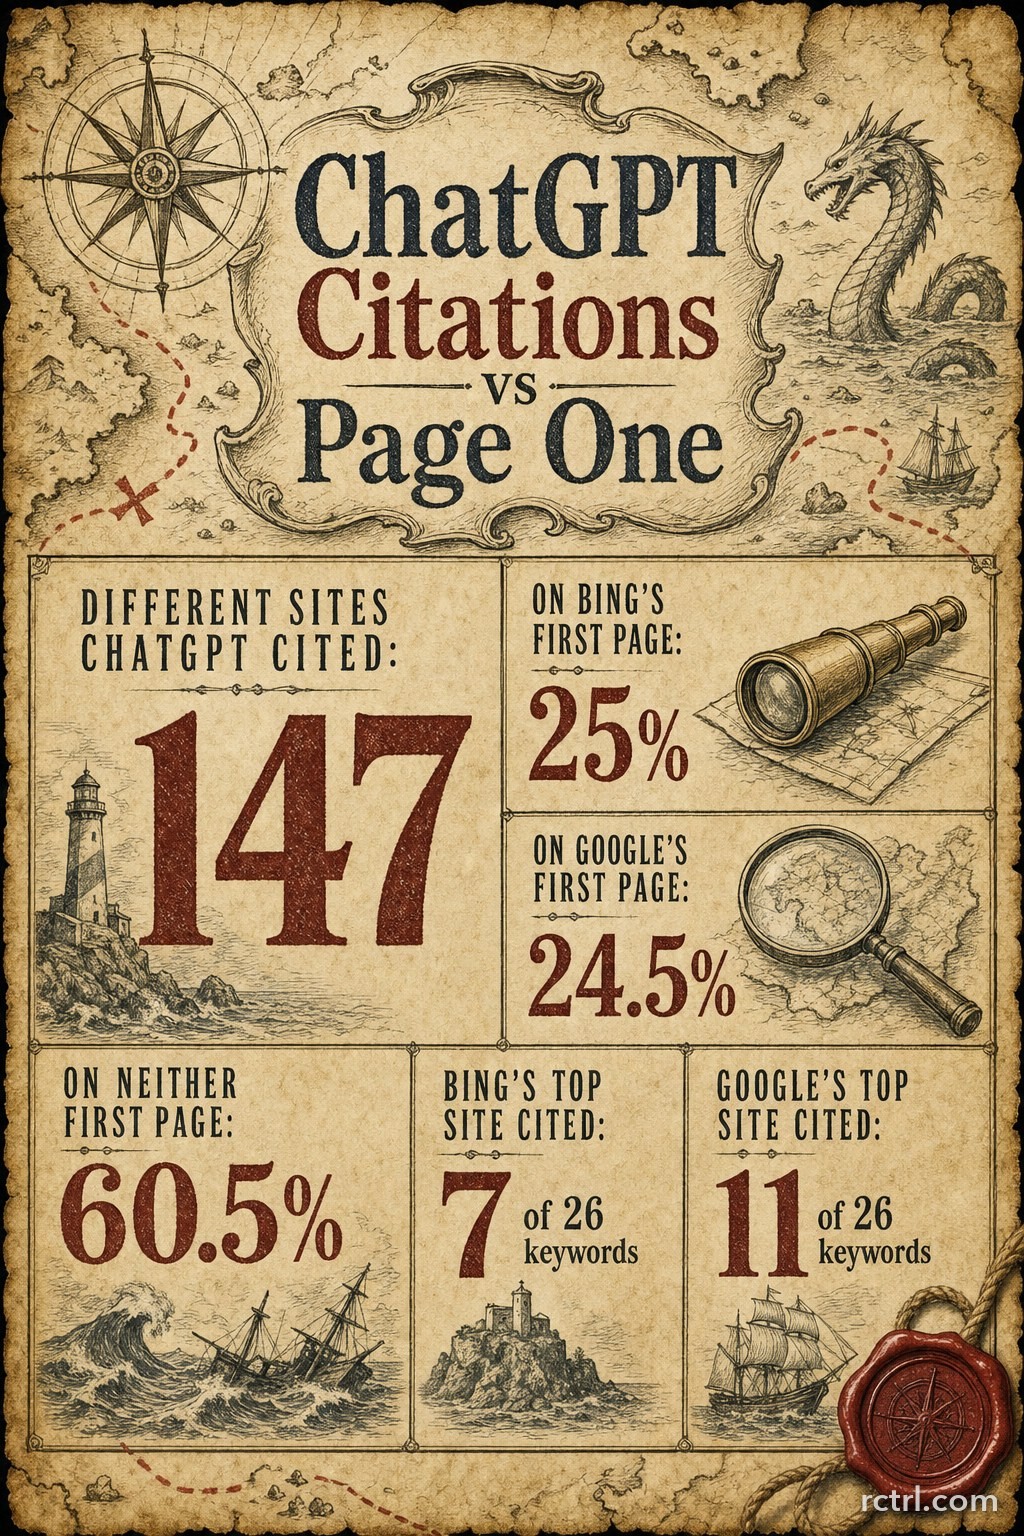 ChatGPT
Citations
vs
Page One
DIFFERENT SITES
CHATGPT CITED:
147
ON BING'S
FIRST PAGE:
25%
ON GOOGLE'S
FIRST PAGE:
24.5%
ON NEITHER
FIRST PAGE:
60.5%
BING'S TOP
SITE CITED:
7 of 26
keywords
GOOGLE'S TOP
SITE CITED:
11 of 26
keywords
rctrl.com